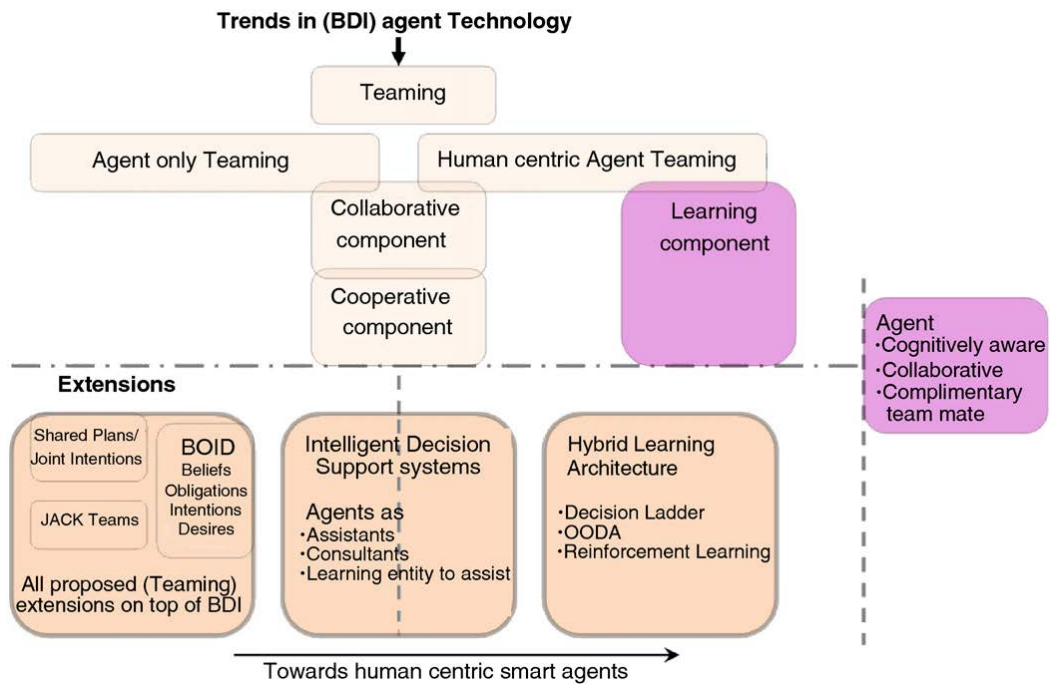 Trends in (BDI) agent Technology
Teaming
Agent only Teaming
Human centric Agent Teaming
Collaborative
component
Learning
component
Cooperative
component
Agent
·Cognitively aware
·Collaborative
·Complimentary
team mate
Extensions
Shared Plans/
Joint Intentions
JACK Teams
BOID
Beliefs
Obligations
Intentions
Desires
All proposed (Teaming)
extensions on top of BDI
Intelligent Decision
Support systems
Agents as
·Assistants
·Consultants
·Learning entity to assist
Hybrid Learning
Architecture
·Decision Ladder
·OODA
·Reinforcement Learning
Towards human centric smart agents